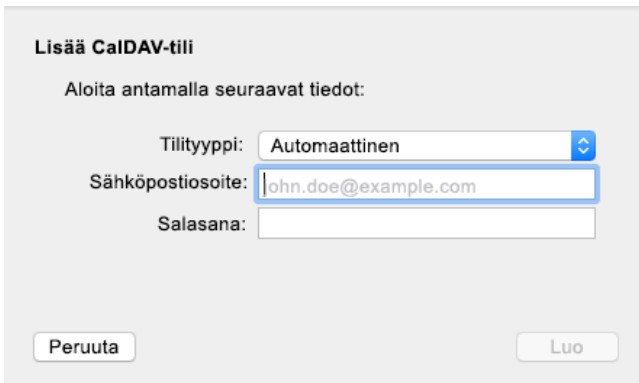 Lisää CalDAV-tili
Aloita antamalla seuraavat tiedot:
Tilityyppi: Automaattinen
Sähköpostiosoite: john.doe@example.com
Salasana:
Peruuta Luo